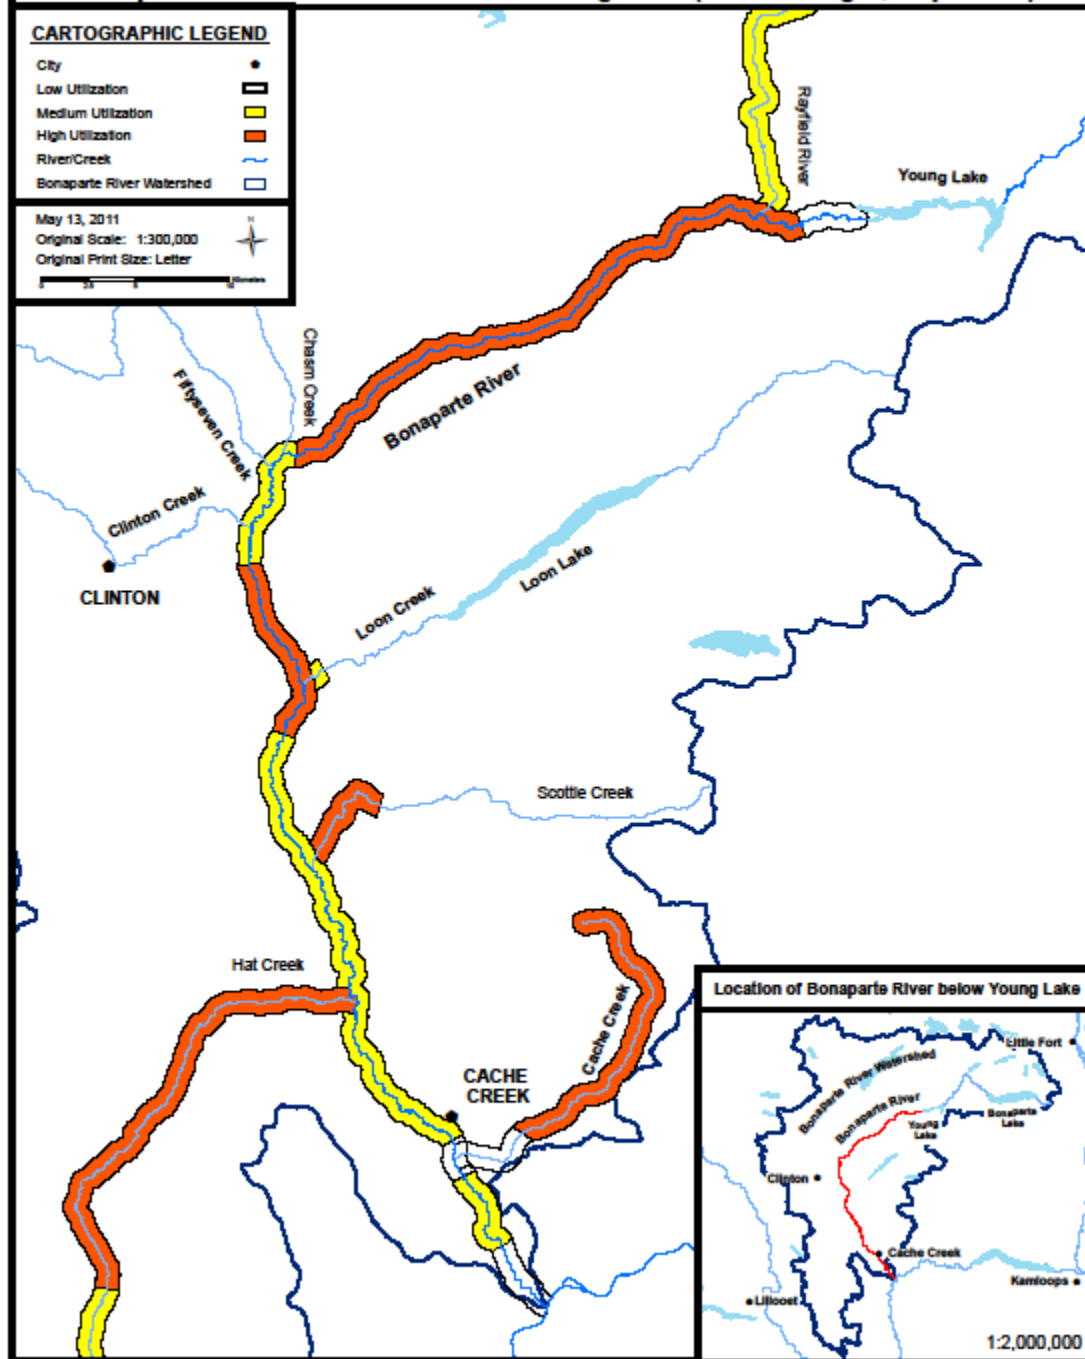 CARTOGRAPHIC LEGEND
City
Low Utilization
Medium Utilization
High Utilization
River/Creek
Bonaparte River Watershed
May 13, 2011
Original Scale: 1:300,000
Original Print Size: Letter
N
Kilometers
Rayfield River
Young Lake
Chasm Creek
Fiftyseven Creek
Bonaparte River
Clinton Creek
CLINTON
Loon Creek
Loon Lake
Scottie Creek
Hat Creek
Cache Creek
CACHE
CREEK
Location of Bonaparte River below Young Lake
Little Fort
Bonaparte River Watershed
Bonaparte River
Young
Lake
Bonaparte
Lake
Clinton
Cache Creek
Kamloops
Lillooet
1:2,000,000